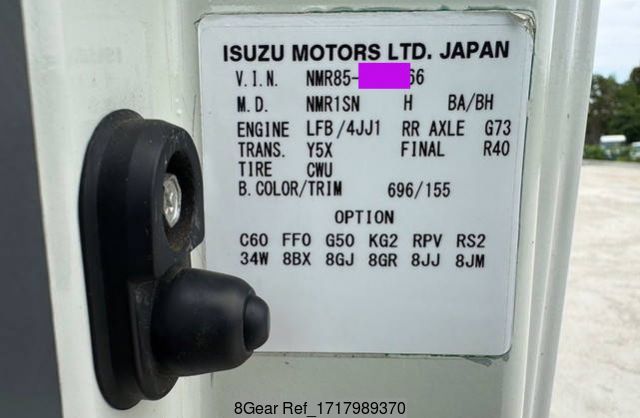 ISUZU MOTORS LTD. JAPAN
V.I.N. NMR85- 66
M.D. NMR1SN H BA/BH
ENGINE LFB/4JJ1 RR AXLE G73
TRANS. Y5X FINAL R40
TIRE CWU
B.COLOR/TRIM 696/155
OPTION
C60 FF0 G50 KG2 RPV RS2
34W 8BX 8GJ 8GR 8JJ 8JM
8Gear Ref_1717989370